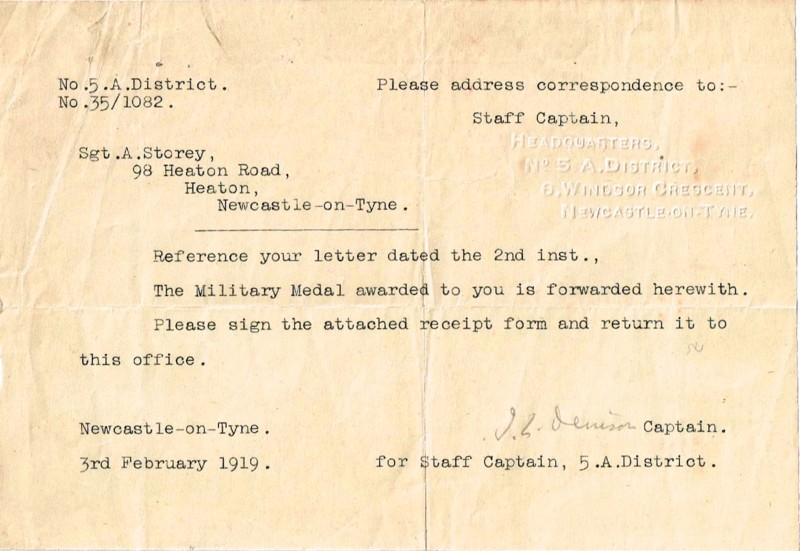 No.5.A.District.
No.35/1082.
Please address correspondence to:-
Staff Captain,
HEADQUARTERS,
Nº 5 A.DISTRICT,
6,WINDSOR CRESCENT,
NEWCASTLE-ON-TYNE.
Sgt.A.Storey,
98 Heaton Road,
Heaton,
Newcastle-on-Tyne.
Reference your letter dated the 2nd inst.,
The Military Medal awarded to you is forwarded herewith.
Please sign the attached receipt form and return it to
this office.
Newcastle-on-Tyne.
Denison Captain.
3rd February 1919.
for Staff Captain, 5.A.District.